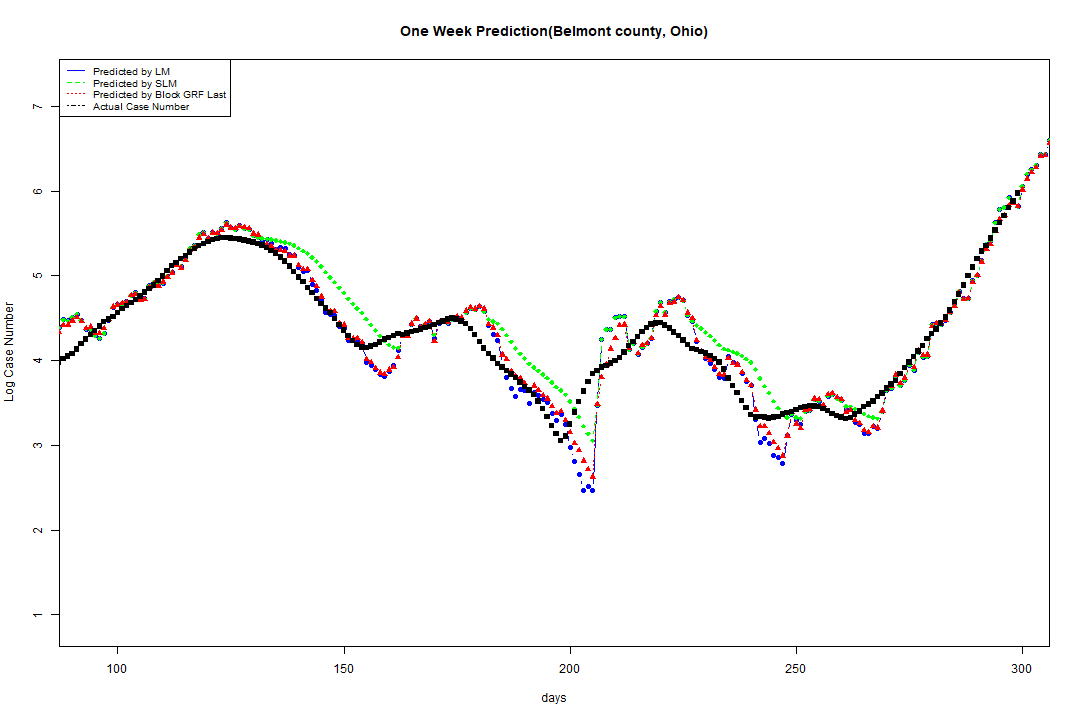 One Week Prediction(Belmont county, Ohio)
Predicted by LM
Predicted by SLM
Predicted by Block GRF Last
Actual Case Number
7
6
5
4
3
2
1
Log Case Number
100 150 200 250 300
days